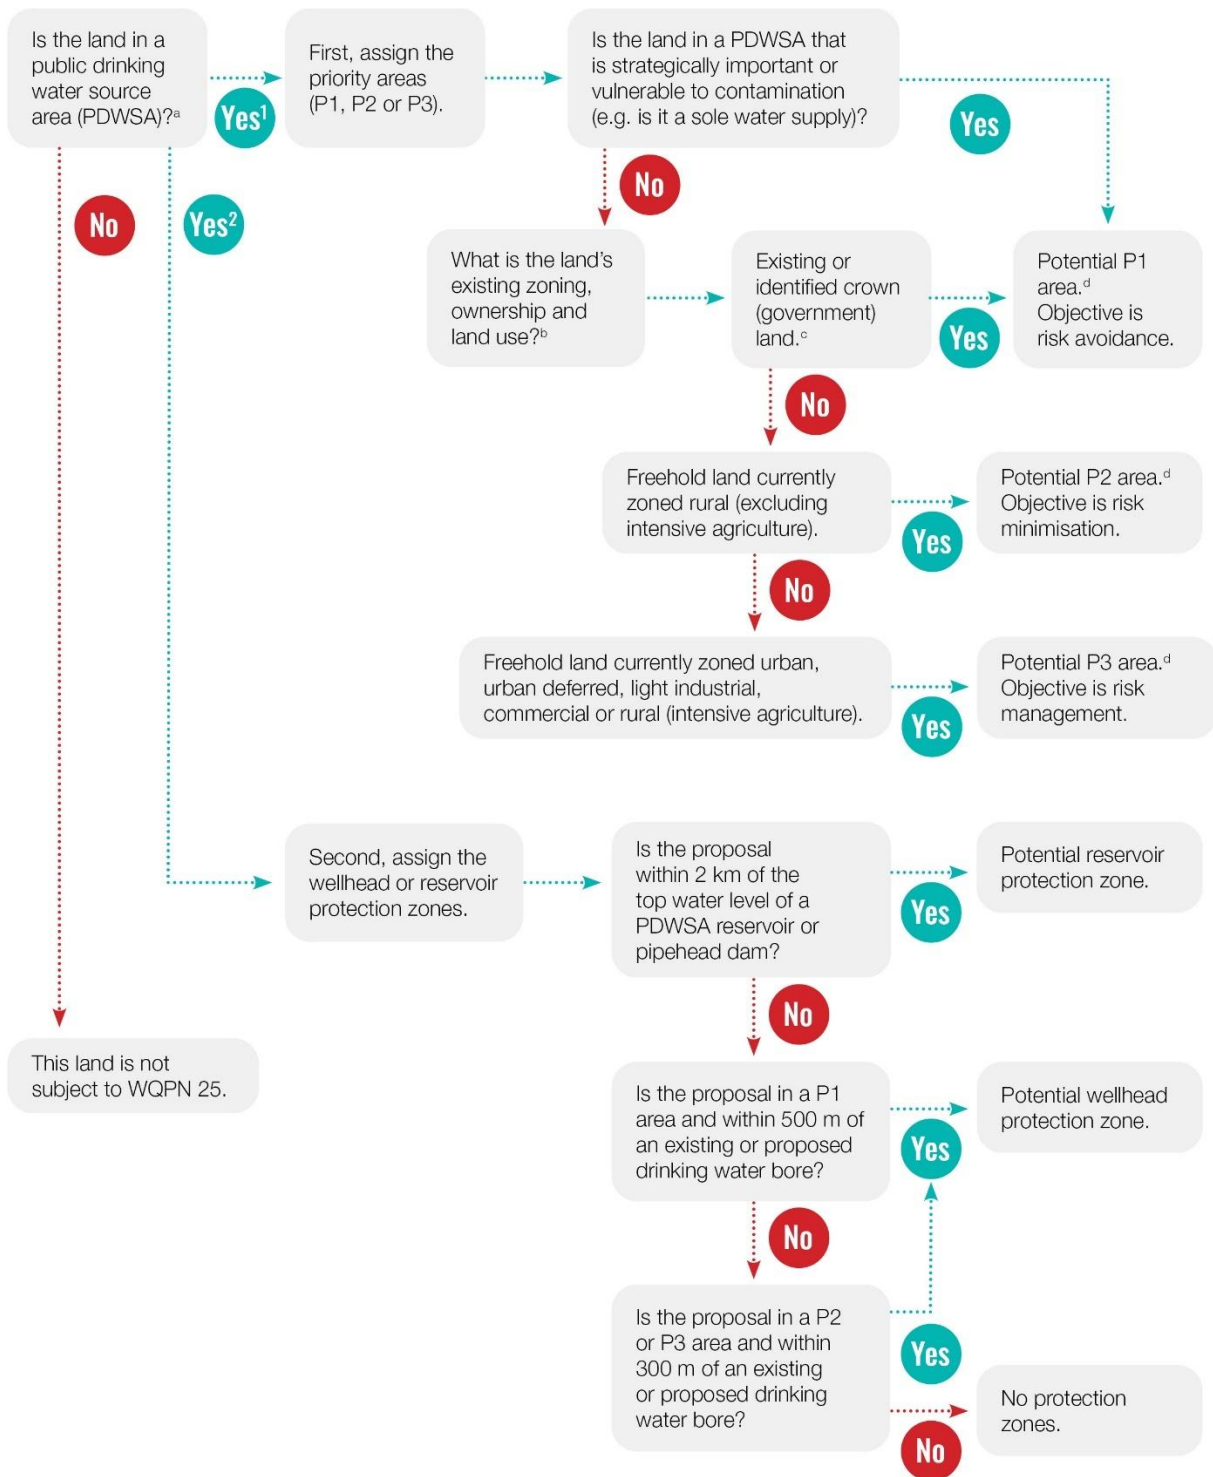 Is the land in a
public drinking
water source
area (PDWSA)?ᵃ
Yes¹
First, assign the
priority areas
(P1, P2 or P3).
Is the land in a PDWSA that
is strategically important or
vulnerable to contamination
(e.g. is it a sole water supply)?
Yes
No
No
Yes²
What is the land's
existing zoning,
ownership and
land use?ᵇ
Existing or
identified crown
(government)
land.ᶜ
Yes
Potential P1
area.ᵈ
Objective is
risk avoidance.
No
Freehold land currently
zoned rural (excluding
intensive agriculture).
Yes
Potential P2 area.ᵈ
Objective is risk
minimisation.
No
Freehold land currently zoned urban,
urban deferred, light industrial,
commercial or rural (intensive agriculture).
Yes
Potential P3 area.ᵈ
Objective is risk
management.
Second, assign the
wellhead or reservoir
protection zones.
Is the proposal
within 2 km of the
top water level of a
PDWSA reservoir or
pipehead dam?
Yes
Potential reservoir
protection zone.
No
This land is not
subject to WQPN 25.
Is the proposal in a P1
area and within 500 m of
an existing or proposed
drinking water bore?
Yes
Potential wellhead
protection zone.
No
Is the proposal in a P2
or P3 area and within
300 m of an existing
or proposed drinking
water bore?
Yes
No
No protection
zones.